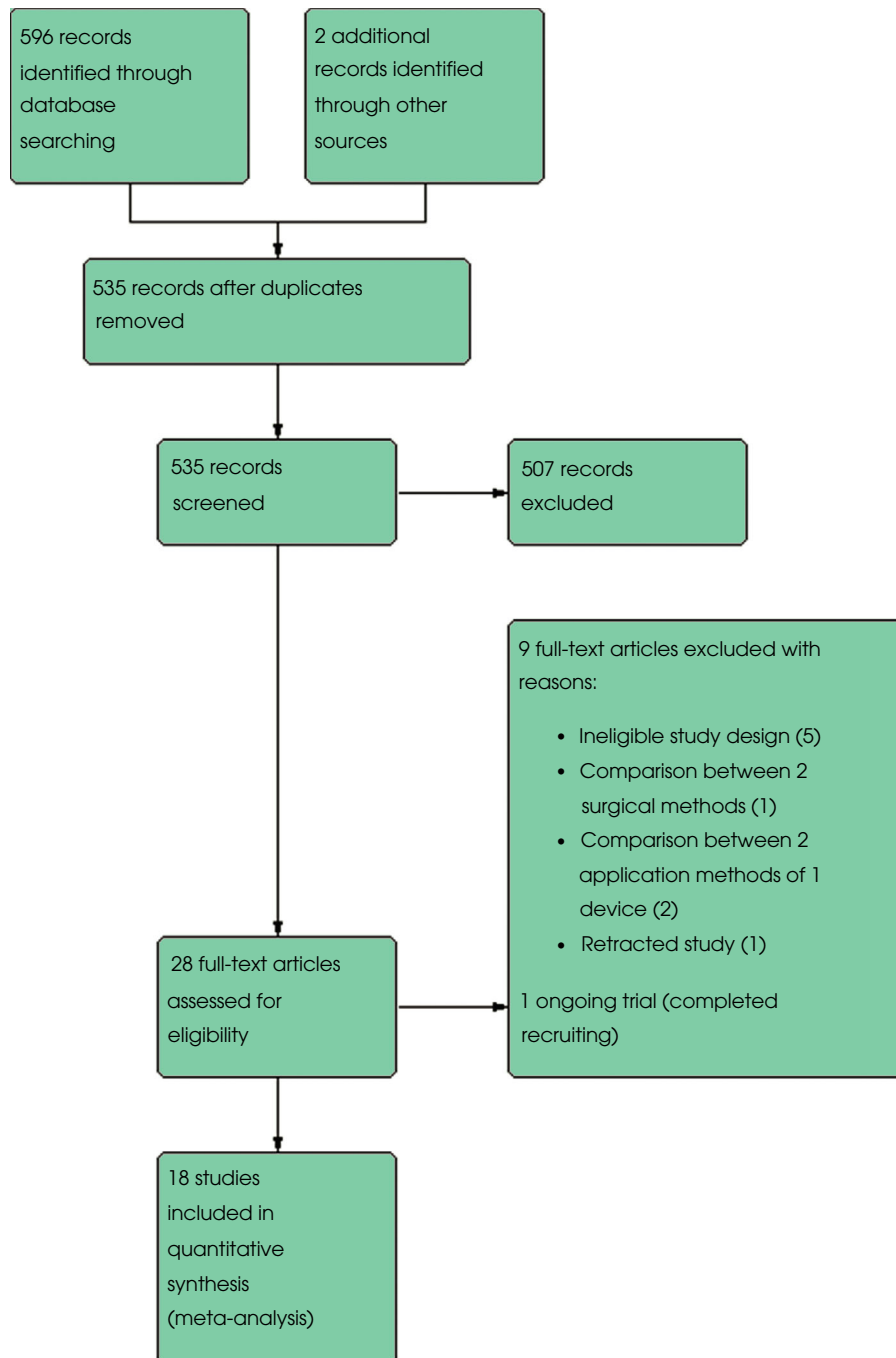 596 records
identified through
database
searching
2 additional
records identified
through other
sources
535 records after duplicates
removed
535 records
screened
507 records
excluded
9 full-text articles excluded with
reasons:
• Ineligible study design (5)
• Comparison between 2
surgical methods (1)
• Comparison between 2
application methods of 1
device (2)
• Retracted study (1)
1 ongoing trial (completed
recruiting)
28 full-text articles
assessed for
eligibility
18 studies
included in
quantitative
synthesis
(meta-analysis)